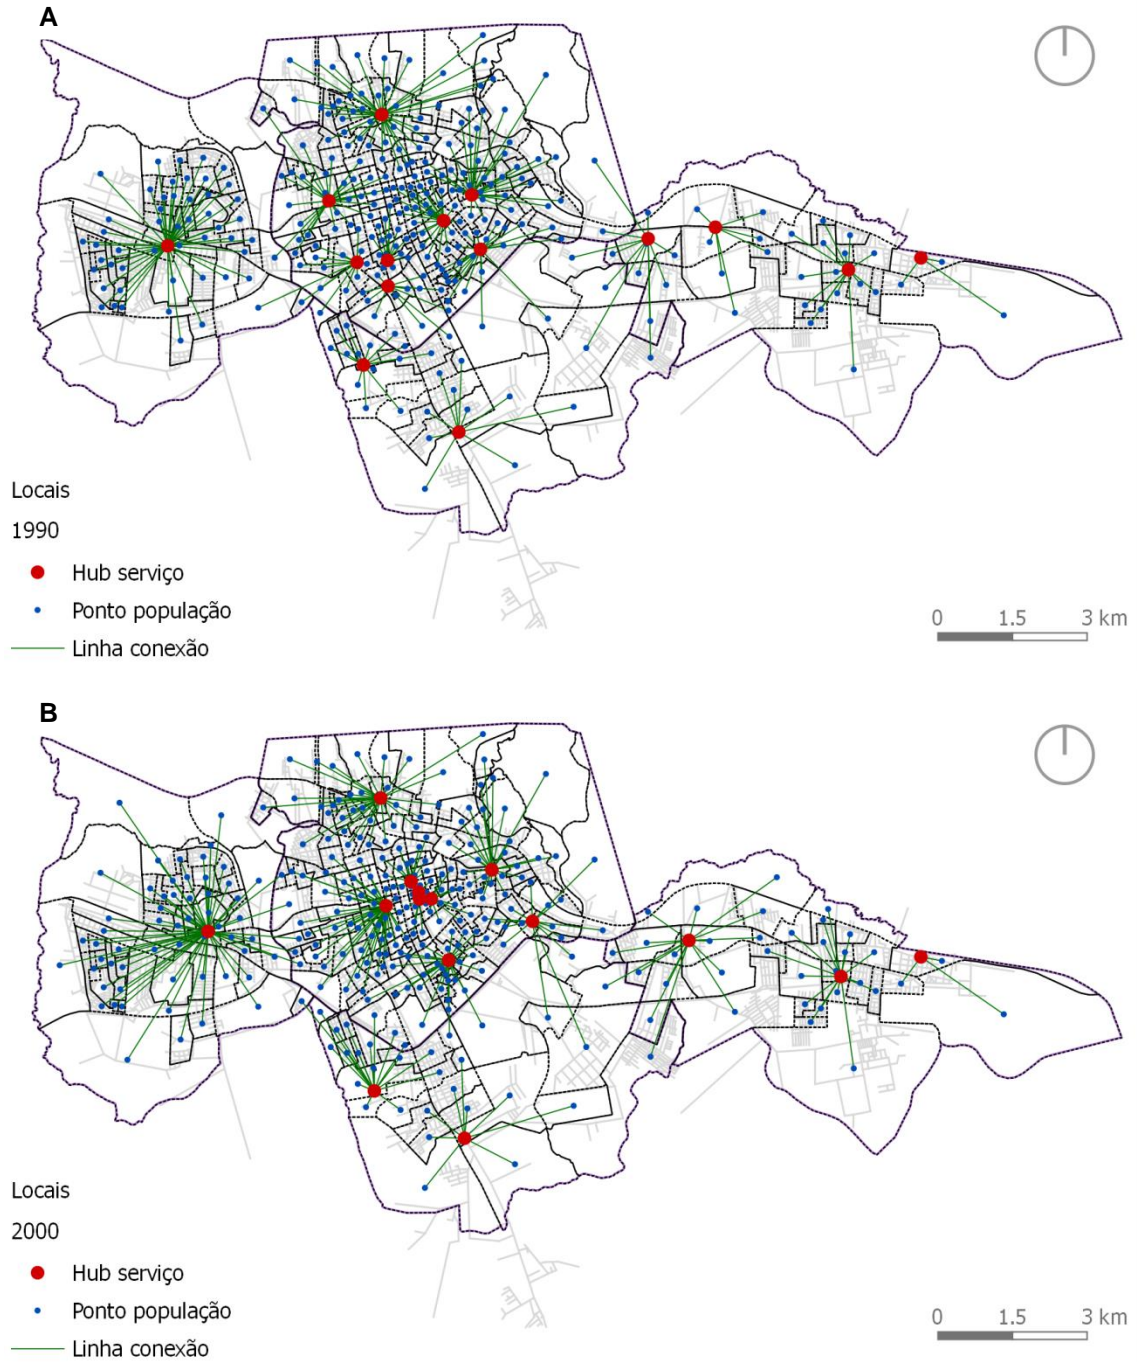 A
Locais
1990
Hub serviço
Ponto população
Linha conexão
0 1.5 3 km
B
Locais
2000
Hub serviço
Ponto população
Linha conexão
0 1.5 3 km